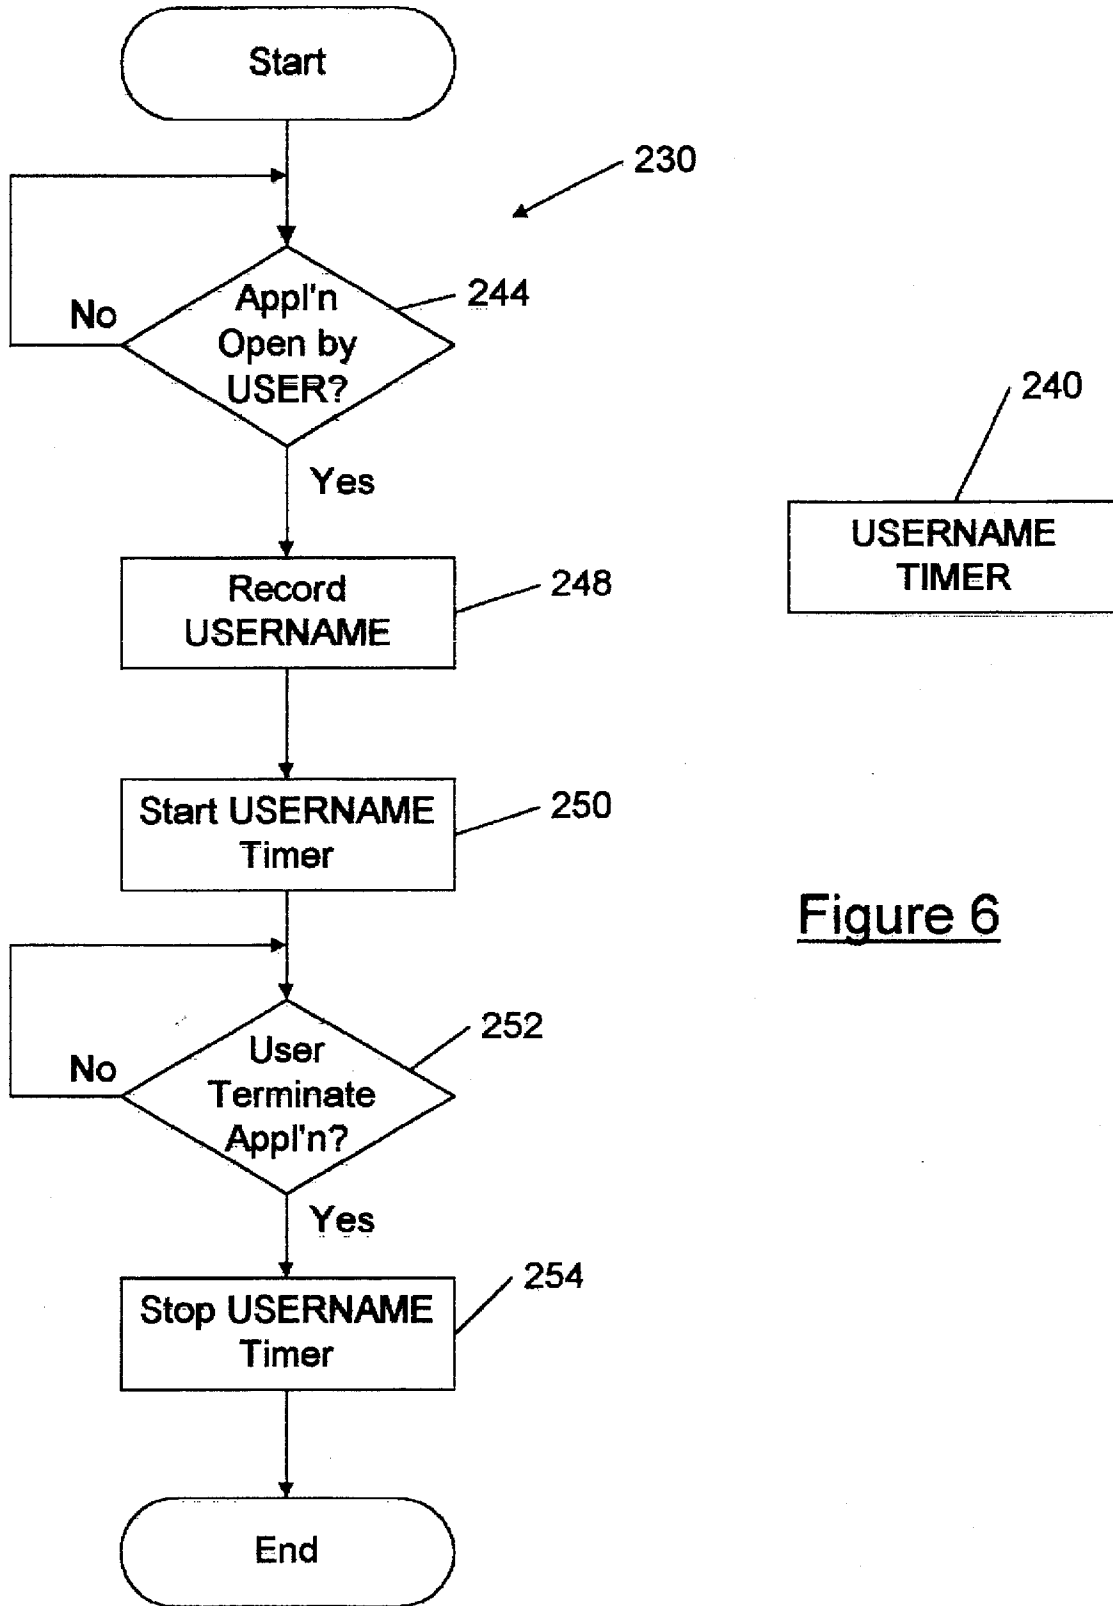 Start
230
Appl'n
Open by
USER?
244
No
Yes
240
USERNAME
TIMER
Record
USERNAME
248
Start USERNAME
Timer
250
Figure 6
User
Terminate
Appl'n?
252
No
Yes
Stop USERNAME
Timer
254
End